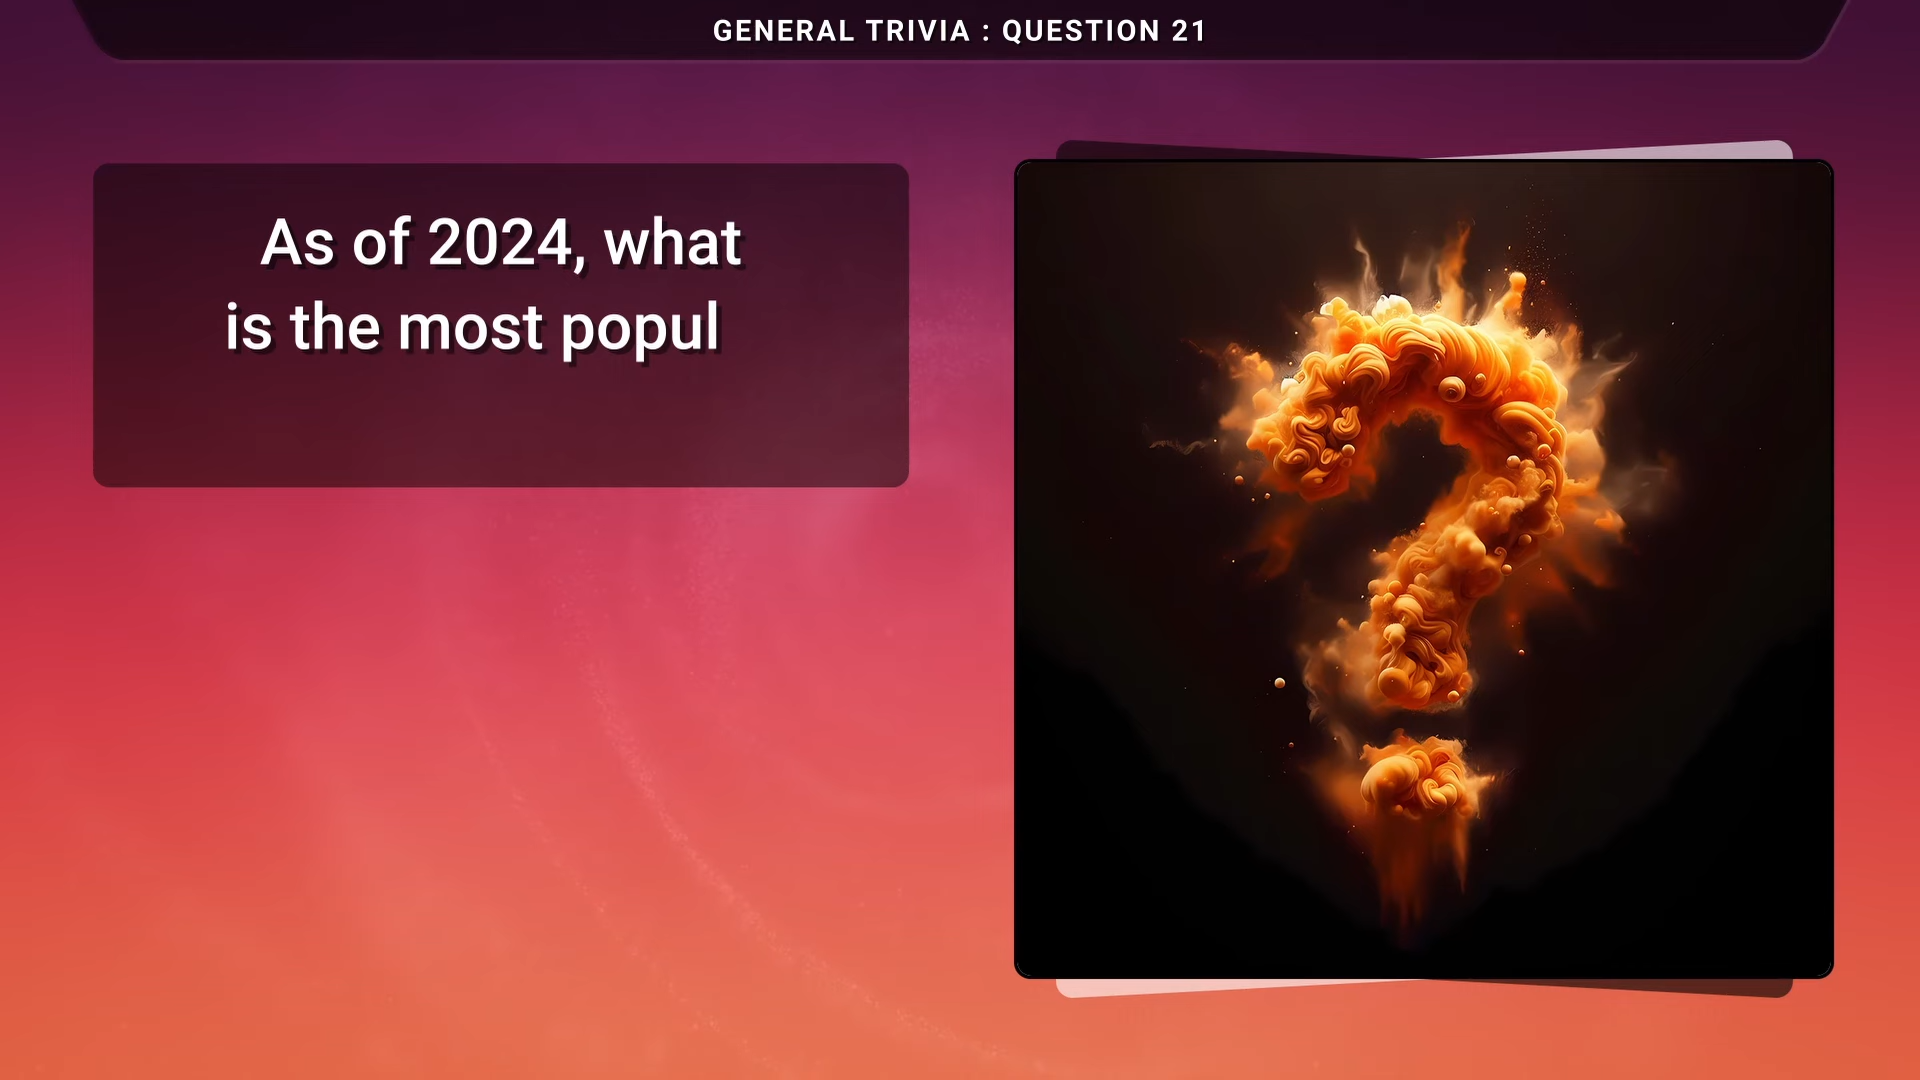 GENERAL TRIVIA : QUESTION 21
As of 2024, what
is the most popul